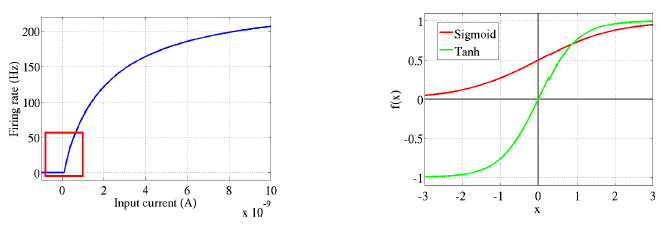 200
150
100
50
0
Firing rate (Hz)
0 2 4 6 8 10
Input current (A)
x 10⁻⁹
1
0.5
0
-0.5
-1
f(x)
Sigmoid
Tanh
-3 -2 -1 0 1 2 3
x